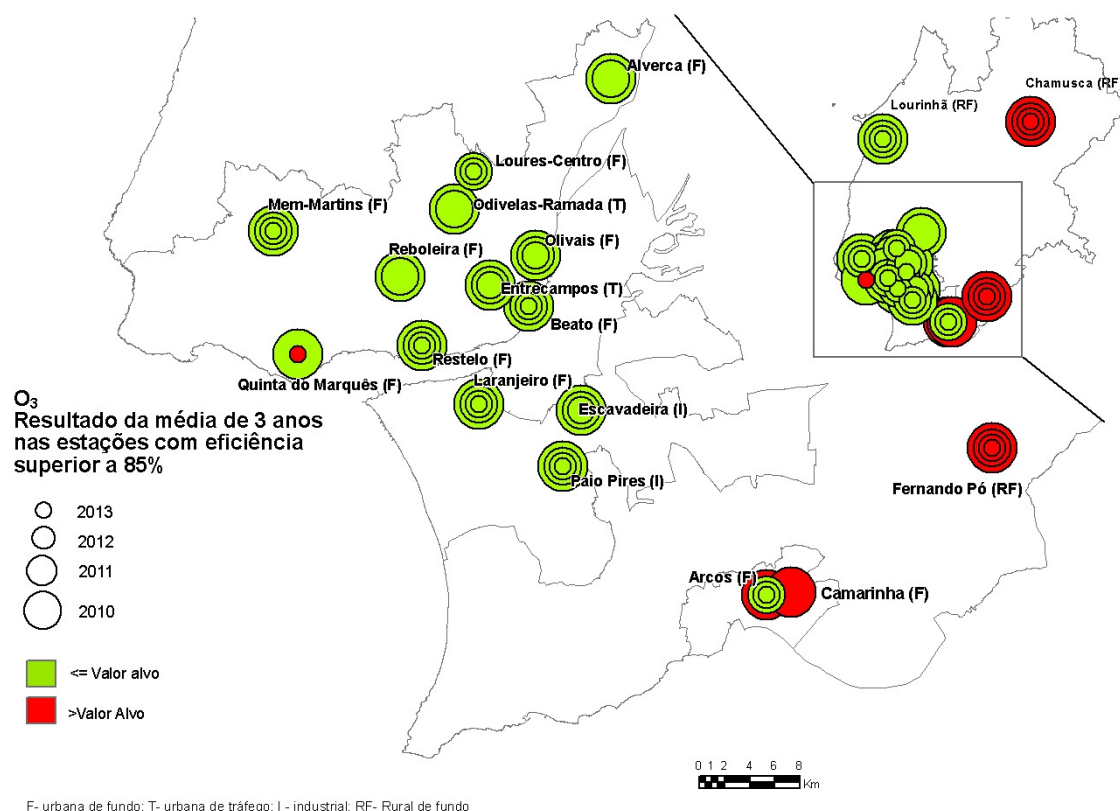 Alverca (F)
Chamusca (RF)
Lourinhã (RF)
Loures-Centro (F)
Mem-Martins (F)
Odivelas-Ramada (T)
Reboleira (F)
Olivais (F)
Entrecampos (T)
Beato (F)
Restelo (F)
Quinta do Marquês (F)
Laranjeiro (F)
Escavadeira (I)
Paio Pires (I)
Fernando Pó (RF)
Arcos (F)
Camarinha (F)
O₃
Resultado da média de 3 anos
nas estações com eficiência
superior a 85%
2013
2012
2011
2010
<= Valor alvo
>Valor Alvo
0 1 2 4 6 8
Km
F- urbana de fundo; T- urbana de tráfego; I - industrial; RF- Rural de fundo